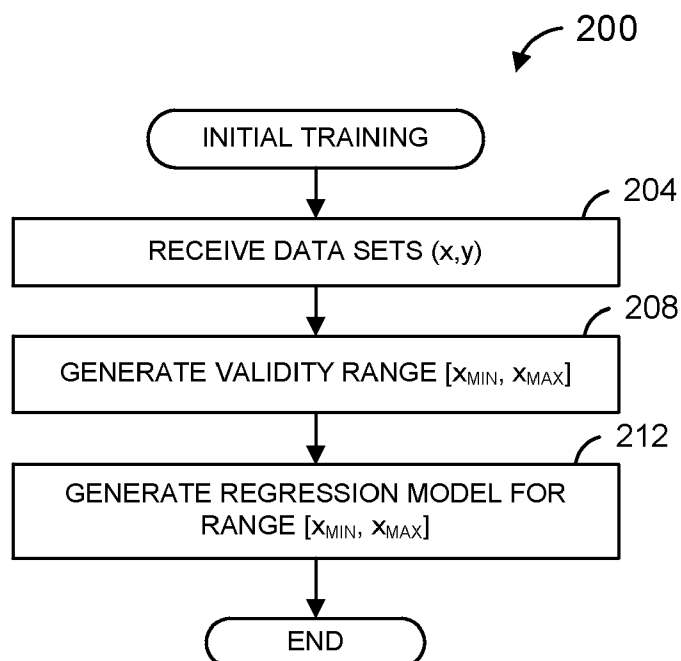 200
INITIAL TRAINING
204
RECEIVE DATA SETS (x,y)
208
GENERATE VALIDITY RANGE [xMIN, xMAX]
212
GENERATE REGRESSION MODEL FOR
RANGE [xMIN, xMAX]
END